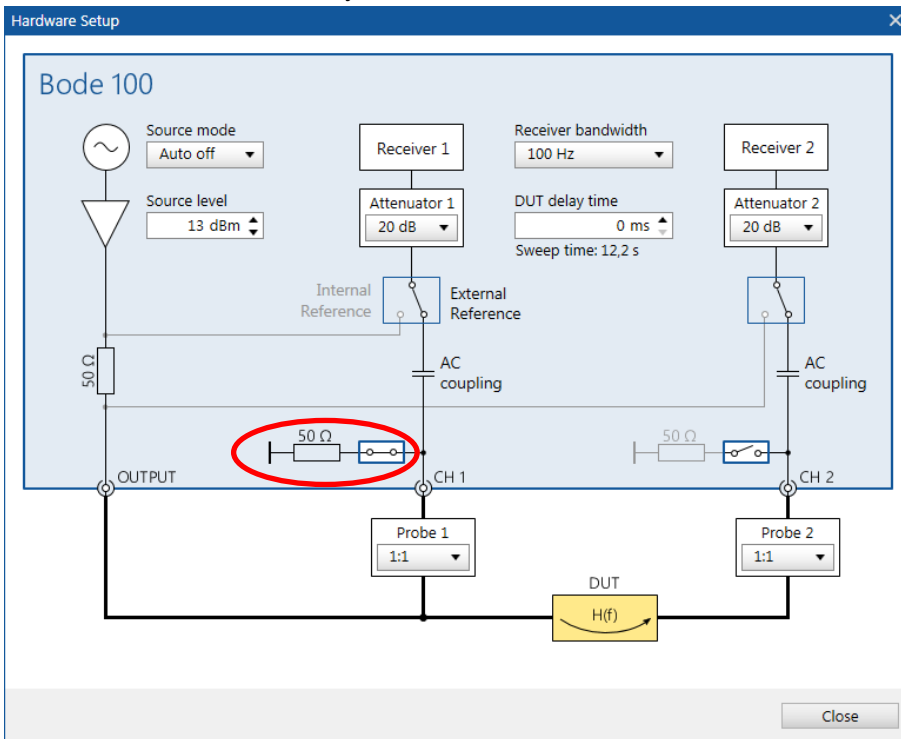 Hardware Setup
Bode 100
Source mode
Auto off
Source level
13 dBm
Receiver 1
Attenuator 1
20 dB
Receiver bandwidth
100 Hz
DUT delay time
0 ms
Sweep time: 12,2 s
Receiver 2
Attenuator 2
20 dB
Internal
Reference
External
Reference
50 Ω
AC
coupling
AC
coupling
50 Ω
50 Ω
OUTPUT
CH 1
CH 2
Probe 1
1:1
Probe 2
1:1
DUT
H(f)
Close